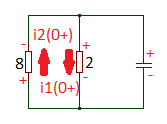 i2(0+)
- + +
8 2
+ - -
i1(0+)